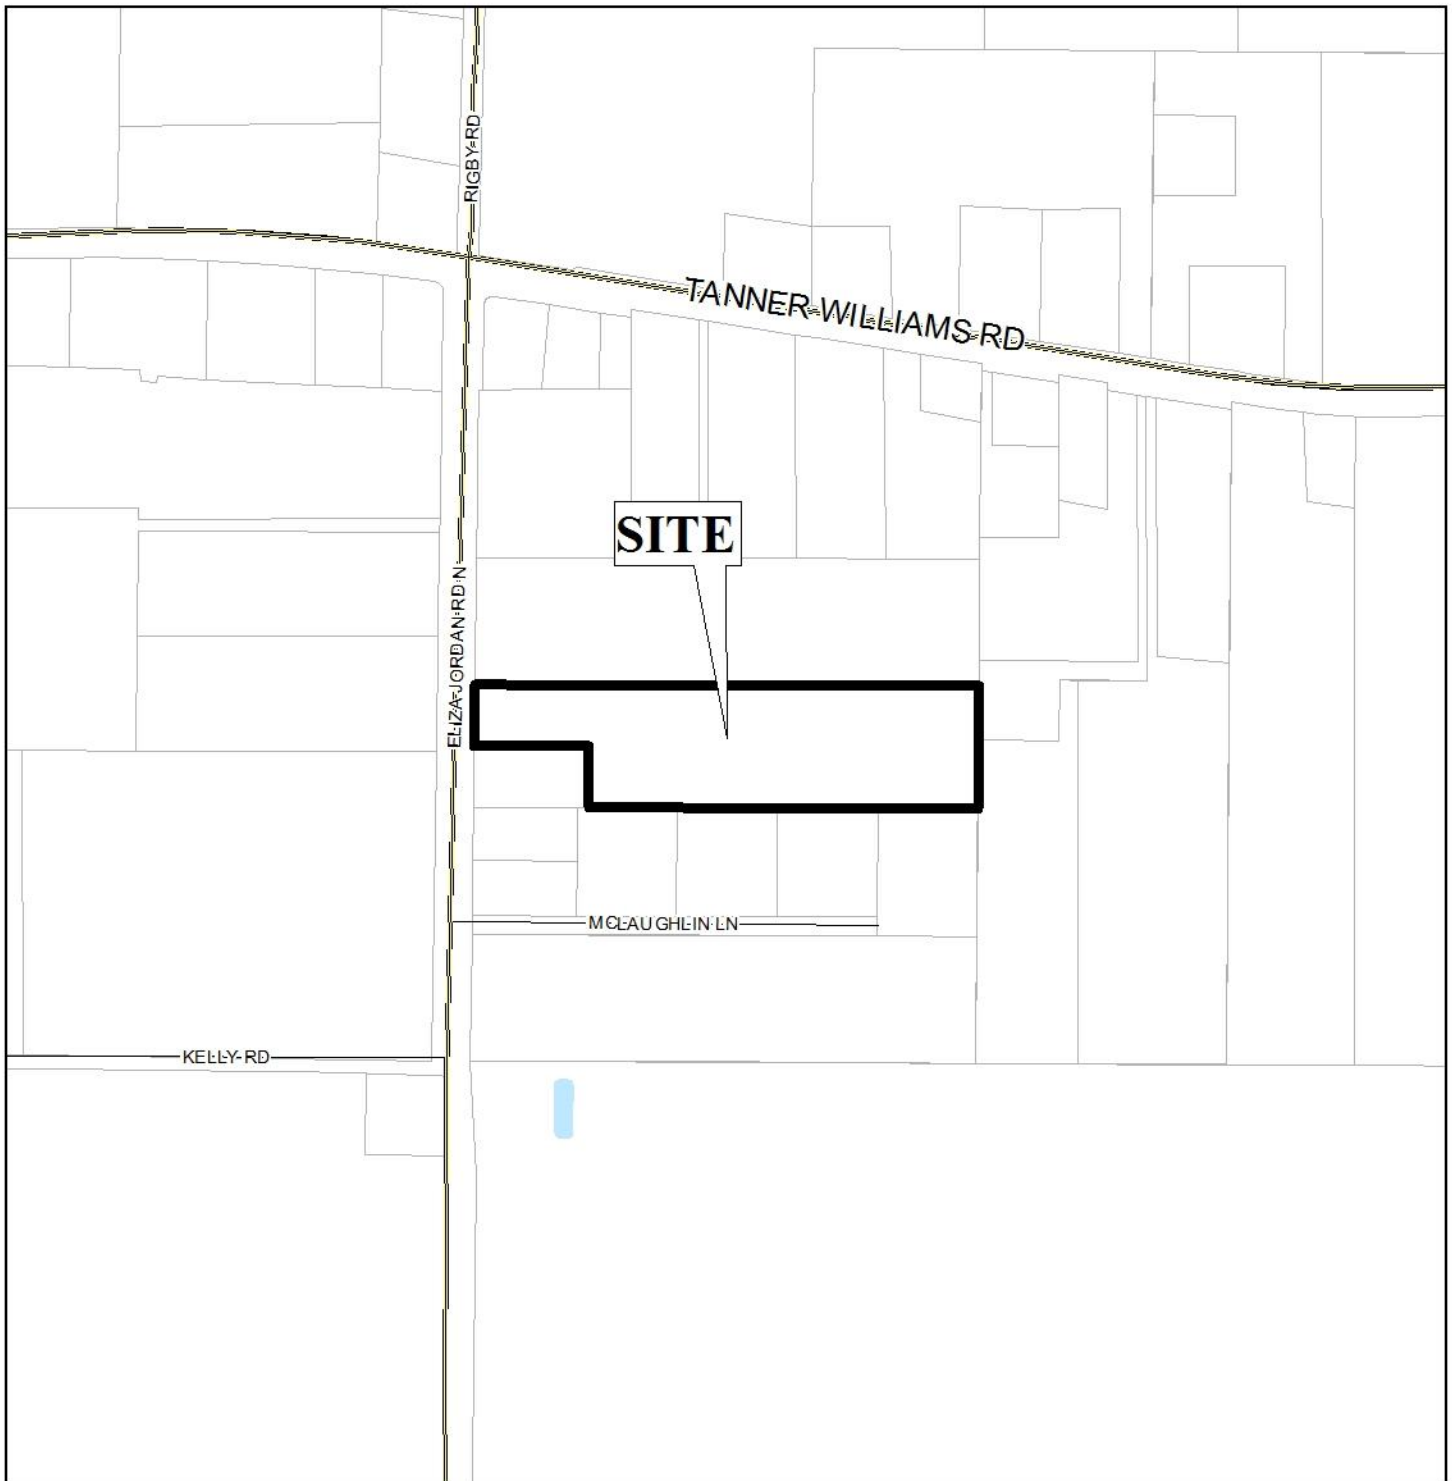 RIGBY RD
TANNER WILLIAMS RD
SITE
ELIZA JORDAN RD N
MCLAUGHLIN LN
KELLY RD